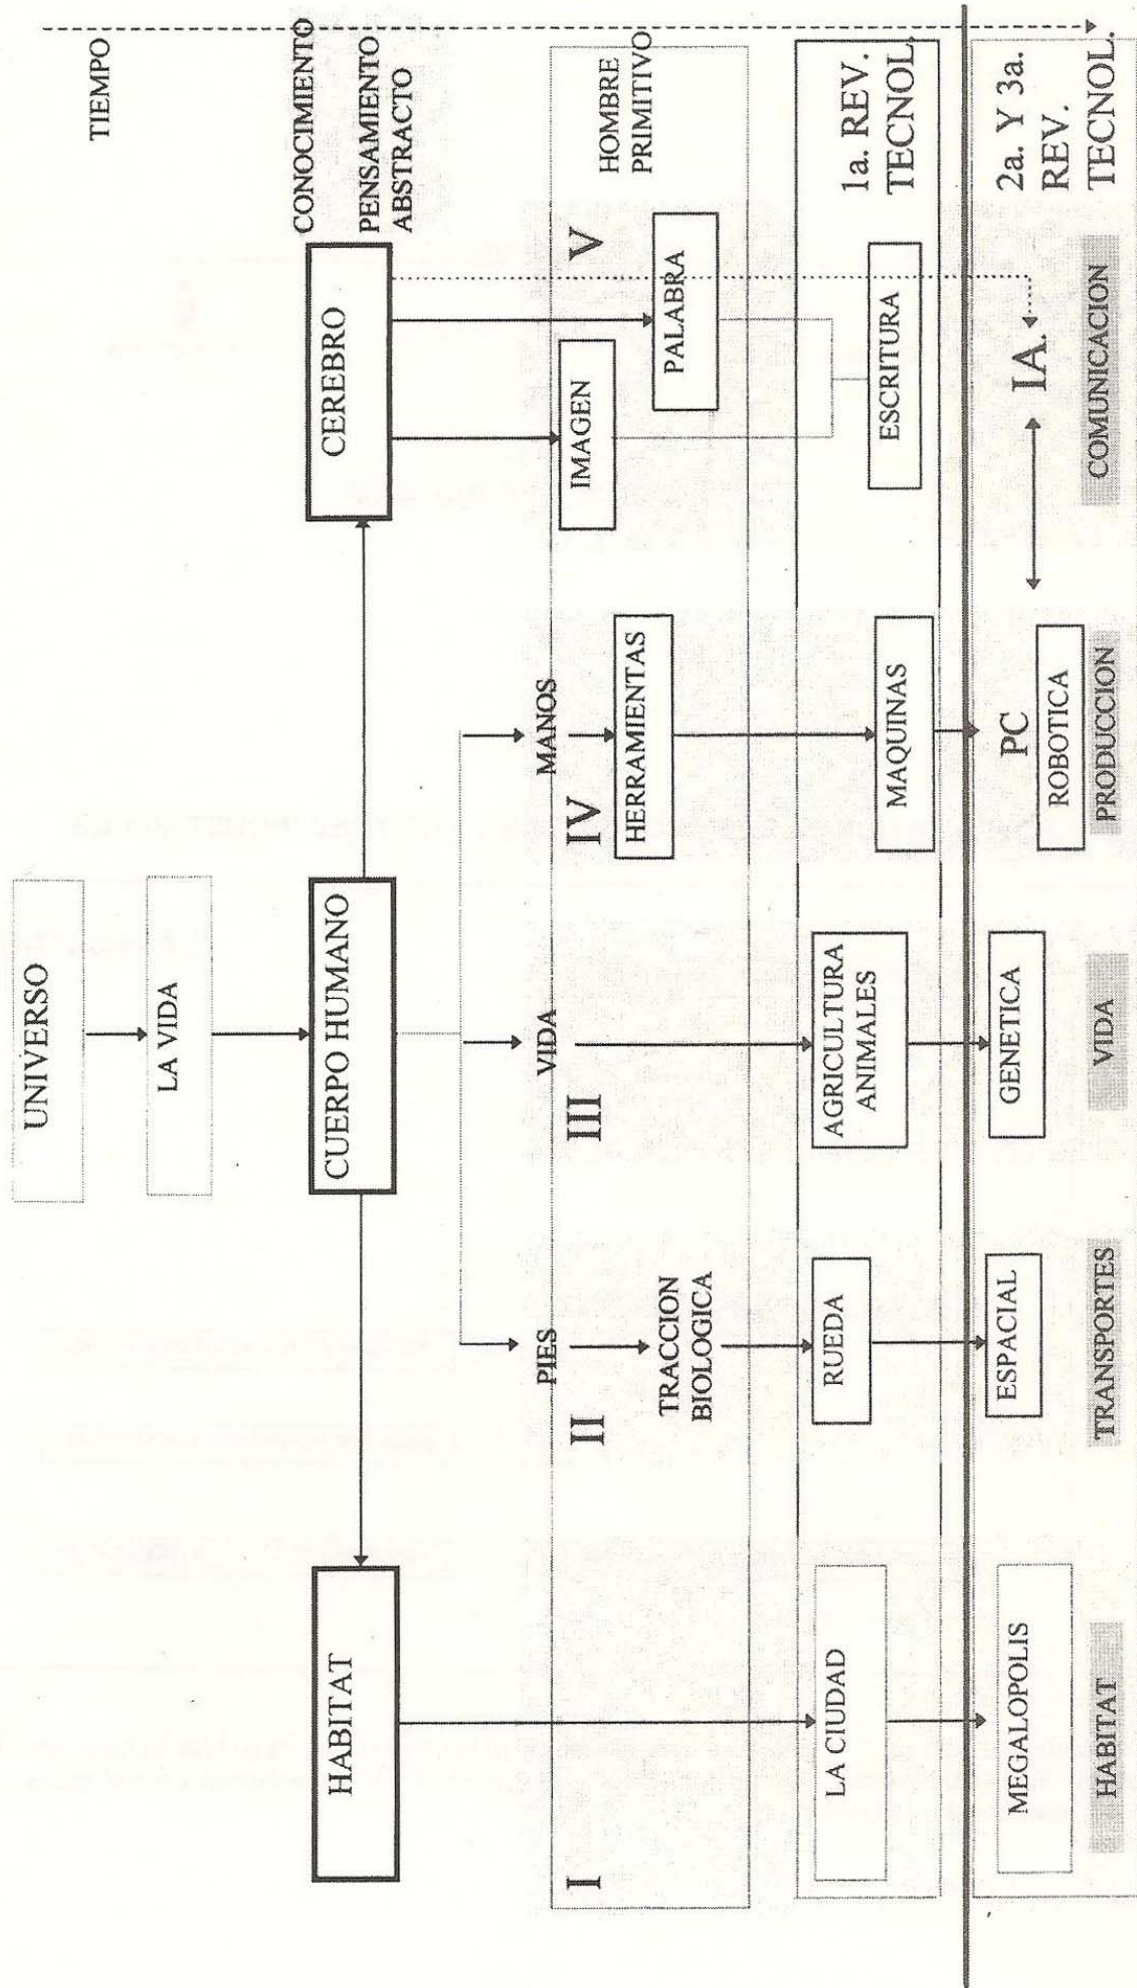 TIEMPO
UNIVERSO
LA VIDA
HABITAT
CUERPO HUMANO
CEREBRO
CONOCIMIENTO
PENSAMIENTO
ABSTRACTO
PIES
VIDA
MANOS
I
II
III
IV
V
HOMBRE
PRIMITIVO
IMAGEN
HERRAMIENTAS
TRACCION
BIOLOGICA
PALABRA
LA CIUDAD
RUEDA
AGRICULTURA
ANIMALES
MAQUINAS
ESCRITURA
1a. REV.
TECNOL.
MEGALOPOLIS
ESPACIAL
GENETICA
PC
ROBOTICA
IA.
2a. Y 3a.
REV.
TECNOL.
HABITAT
TRANSPORTES
VIDA
PRODUCCION
COMUNICACION